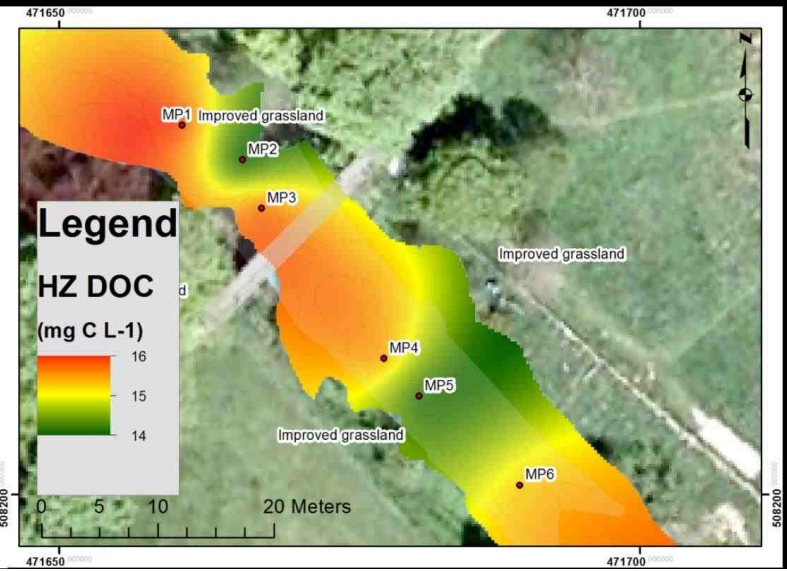 471650
471700
N
MP1
Improved grassland
MP2
MP3
Legend
HZ DOC
d
(mg C L-1)
16
15
14
Improved grassland
MP4
MP5
Improved grassland
MP6
0 5 10 20 Meters
508200
508200
471650
471700